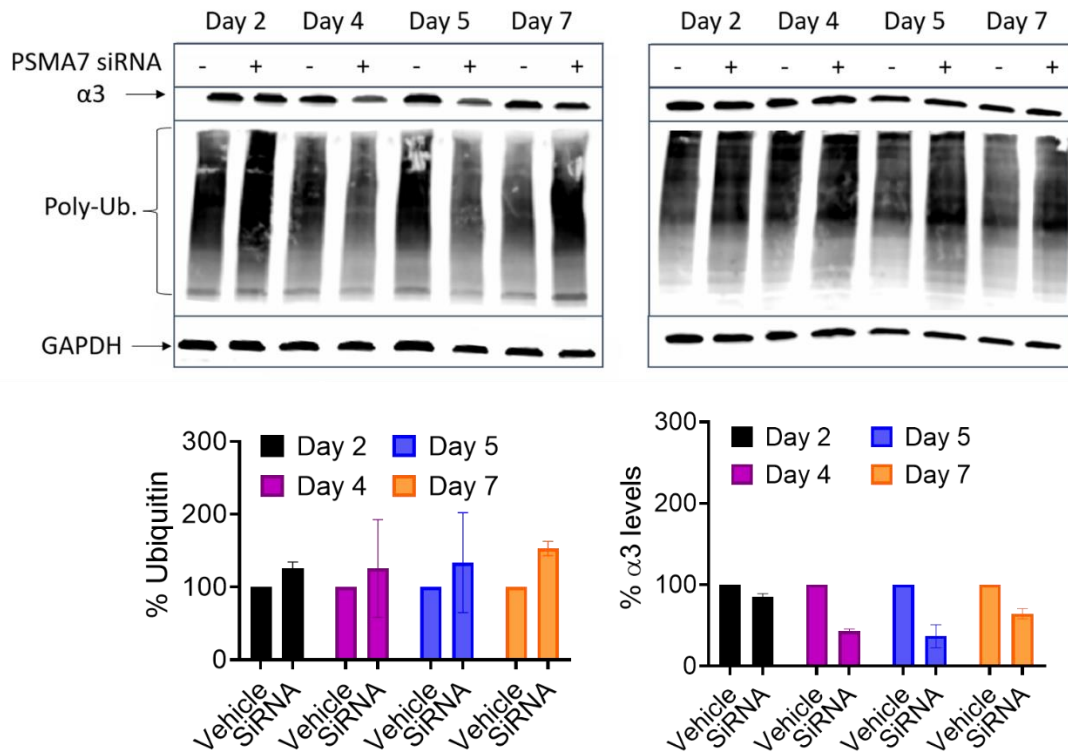 Day 2 Day 4 Day 5 Day 7 Day 2 Day 4 Day 5 Day 7
PSMA7 siRNA - + - + - + - + - + - + - + - +
α3
Poly-Ub.
GAPDH
% Ubiquitin
300
200
100
0
Day 2 Day 5
Day 4 Day 7
Vehicle SiRNA Vehicle SiRNA Vehicle SiRNA Vehicle SiRNA
% α3 levels
300
200
100
0
Day 2 Day 5
Day 4 Day 7
Vehicle SiRNA Vehicle SiRNA Vehicle SiRNA Vehicle SiRNA